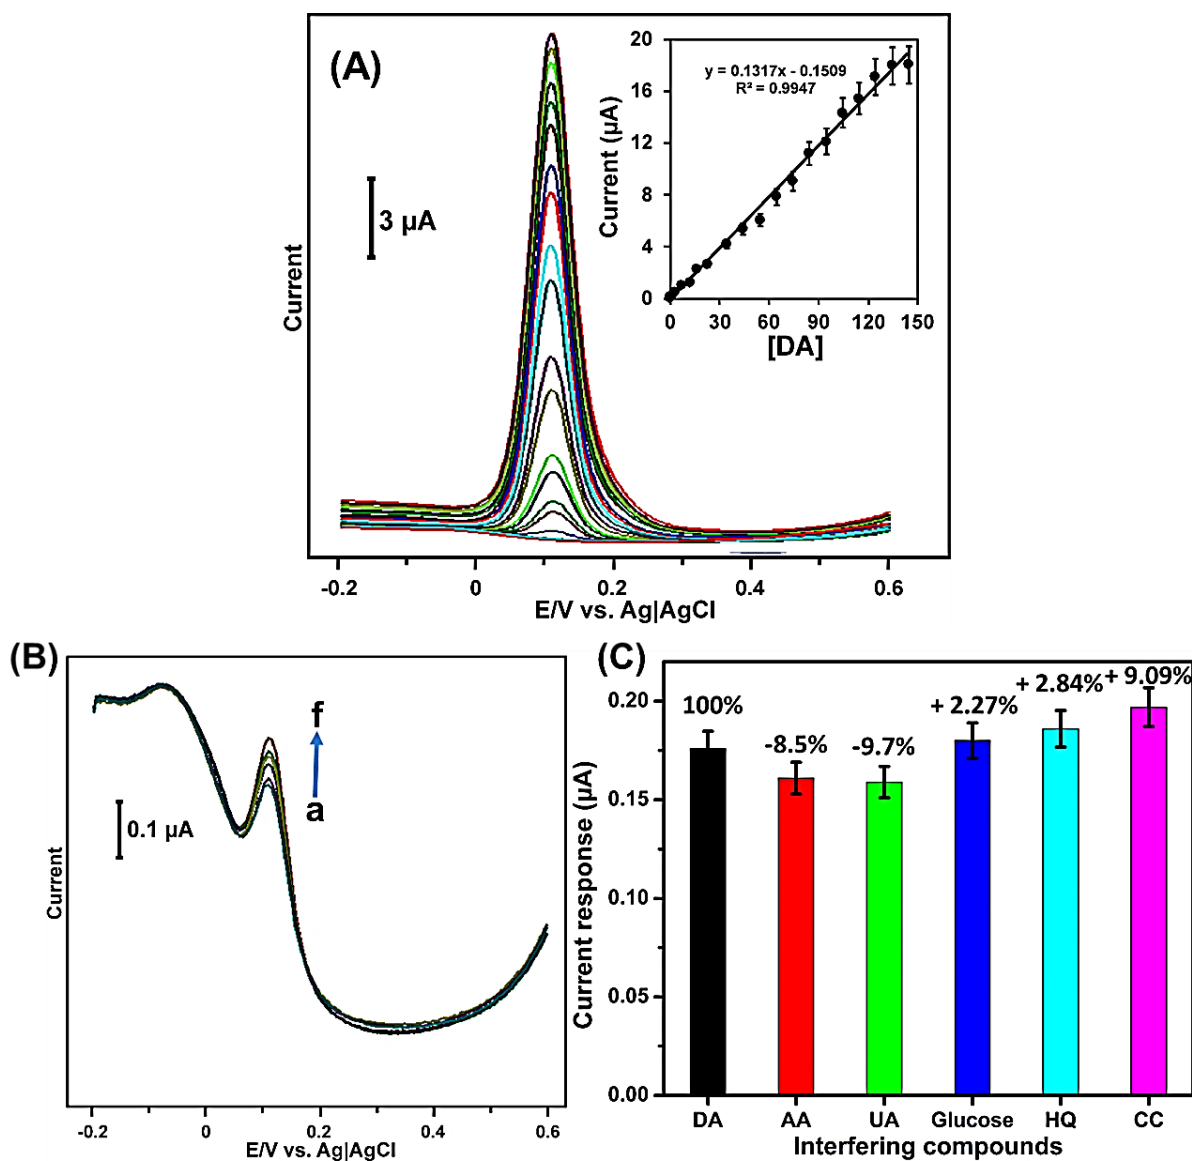 (A)
3 μA
Current
-0.2 0 0.2 0.4 0.6
E/V vs. Ag|AgCl
y = 0.1317x - 0.1509
R² = 0.9947
Current (μA)
20
16
12
8
4
0
0 30 60 90 120 150
[DA]
(B)
f
a
0.1 μA
Current
-0.2 0 0.2 0.4 0.6
E/V vs. Ag|AgCl
(C)
Current response (μA)
0.20
0.15
0.10
0.05
0.00
100%
-8.5%
-9.7%
+ 2.27%
+ 2.84%
+ 9.09%
DA AA UA Glucose HQ CC
Interfering compounds